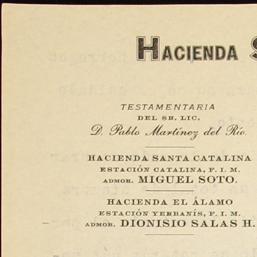 HACIENDA S
TESTAMENTARIA
DEL SR. LIC.
D. Pablo Martínez del Río.
HACIENDA SANTA CATALINA
ESTACIÓN CATALINA, F. I. M.
ADMOR. MIGUEL SOTO.
HACIENDA EL ÁLAMO
ESTACIÓN YERBANÍS, F. I. M.
ADMOR. DIONISIO SALAS H.